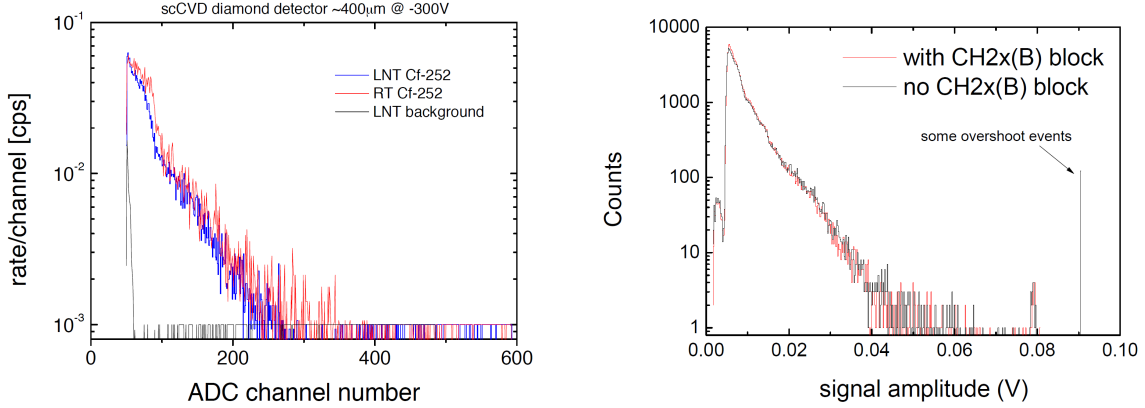 scCVD diamond detector ~400µm @ -300V
rate/channel [cps]
10⁻¹
10⁻²
10⁻³
LNT Cf-252
RT Cf-252
LNT background
0 200 400 600
ADC channel number
Counts
10000
1000
100
10
1
with CH2x(B) block
no CH2x(B) block
some overshoot events
0.00 0.02 0.04 0.06 0.08 0.10
signal amplitude (V)